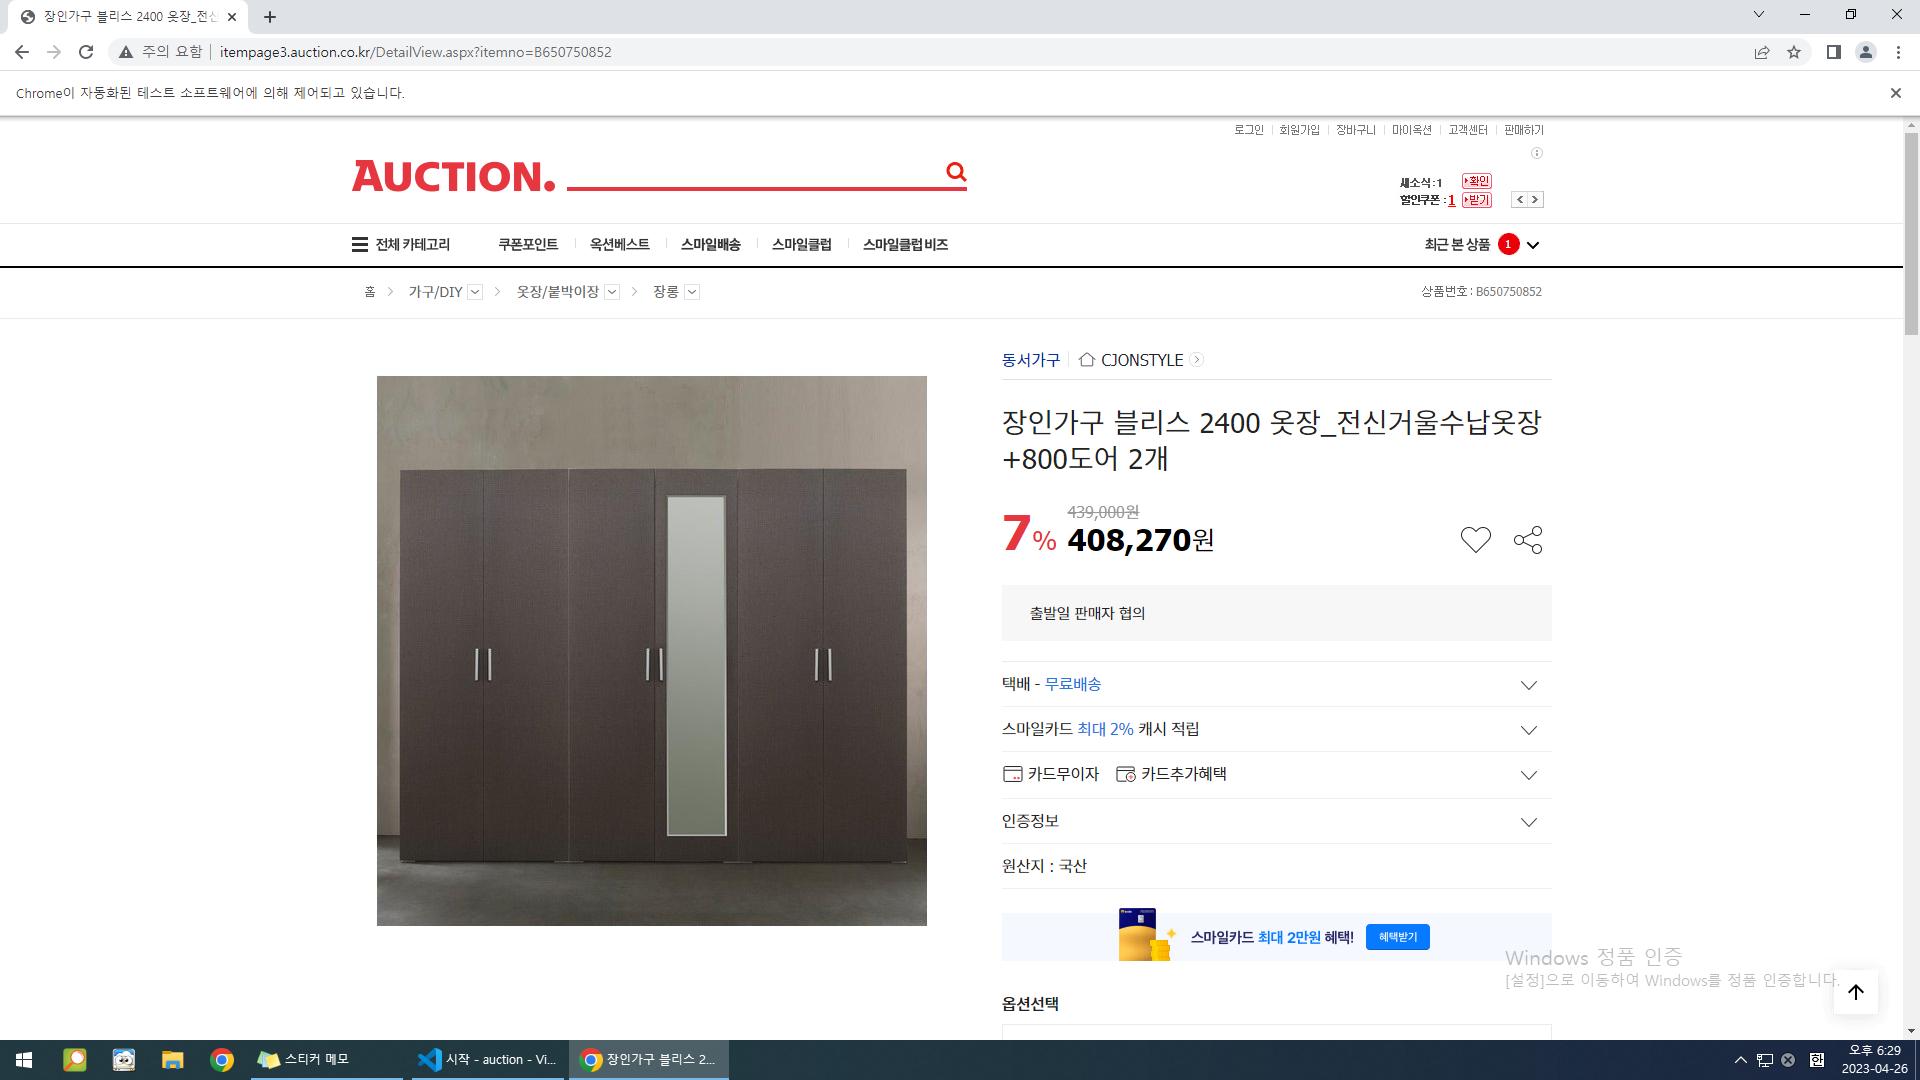 장인가구 블리스 2400 옷장_전신
주의 요함
itempage3.auction.co.kr/DetailView.aspx?itemno=B650750852
Chrome이 자동화된 테스트 소프트웨어에 의해 제어되고 있습니다.
로그인 회원가입 장바구니 마이옥션 고객센터 판매하기
AUCTION.
새소식:1 확인
할인쿠폰:1 받기
전체 카테고리 쿠폰포인트 옥션베스트 스마일배송 스마일클럽 스마일클럽 비즈 최근 본 상품 1
홈 가구/DIY 옷장/붙박이장 장롱 상품번호 : B650750852
동서가구 CJONSTYLE
장인가구 블리스 2400 옷장_전신거울수납옷장
+800도어 2개
439,000원
7% 408,270원
출발일 판매자 협의
택배 - 무료배송
스마일카드 최대 2% 캐시 적립
카드무이자 카드추가혜택
인증정보
원산지 : 국산
스마일카드 최대 2만원 혜택! 혜택받기
Windows 정품 인증
[설정]으로 이동하여 Windows를 정품 인증합니다.
옵션선택
스티커 메모
시작 - auction - Vi...
장인가구 블리스 2...
한
오후 6:29
2023-04-26